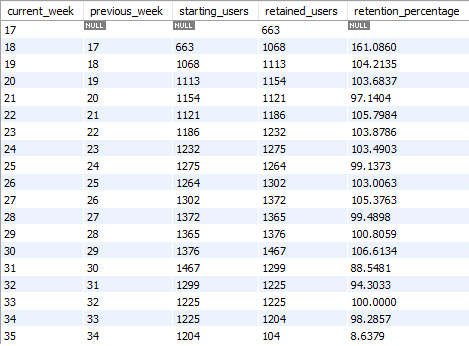 current_week previous_week starting_users retained_users retention_percentage
17 NULL NULL 663 NULL
18 17 663 1068 161.0860
19 18 1068 1113 104.2135
20 19 1113 1154 103.6837
21 20 1154 1121 97.1404
22 21 1121 1186 105.7984
23 22 1186 1232 103.8786
24 23 1232 1275 103.4903
25 24 1275 1264 99.1373
26 25 1264 1302 103.0063
27 26 1302 1372 105.3763
28 27 1372 1365 99.4898
29 28 1365 1376 100.8059
30 29 1376 1467 106.6134
31 30 1467 1299 88.5481
32 31 1299 1225 94.3033
33 32 1225 1225 100.0000
34 33 1225 1204 98.2857
35 34 1204 104 8.6379